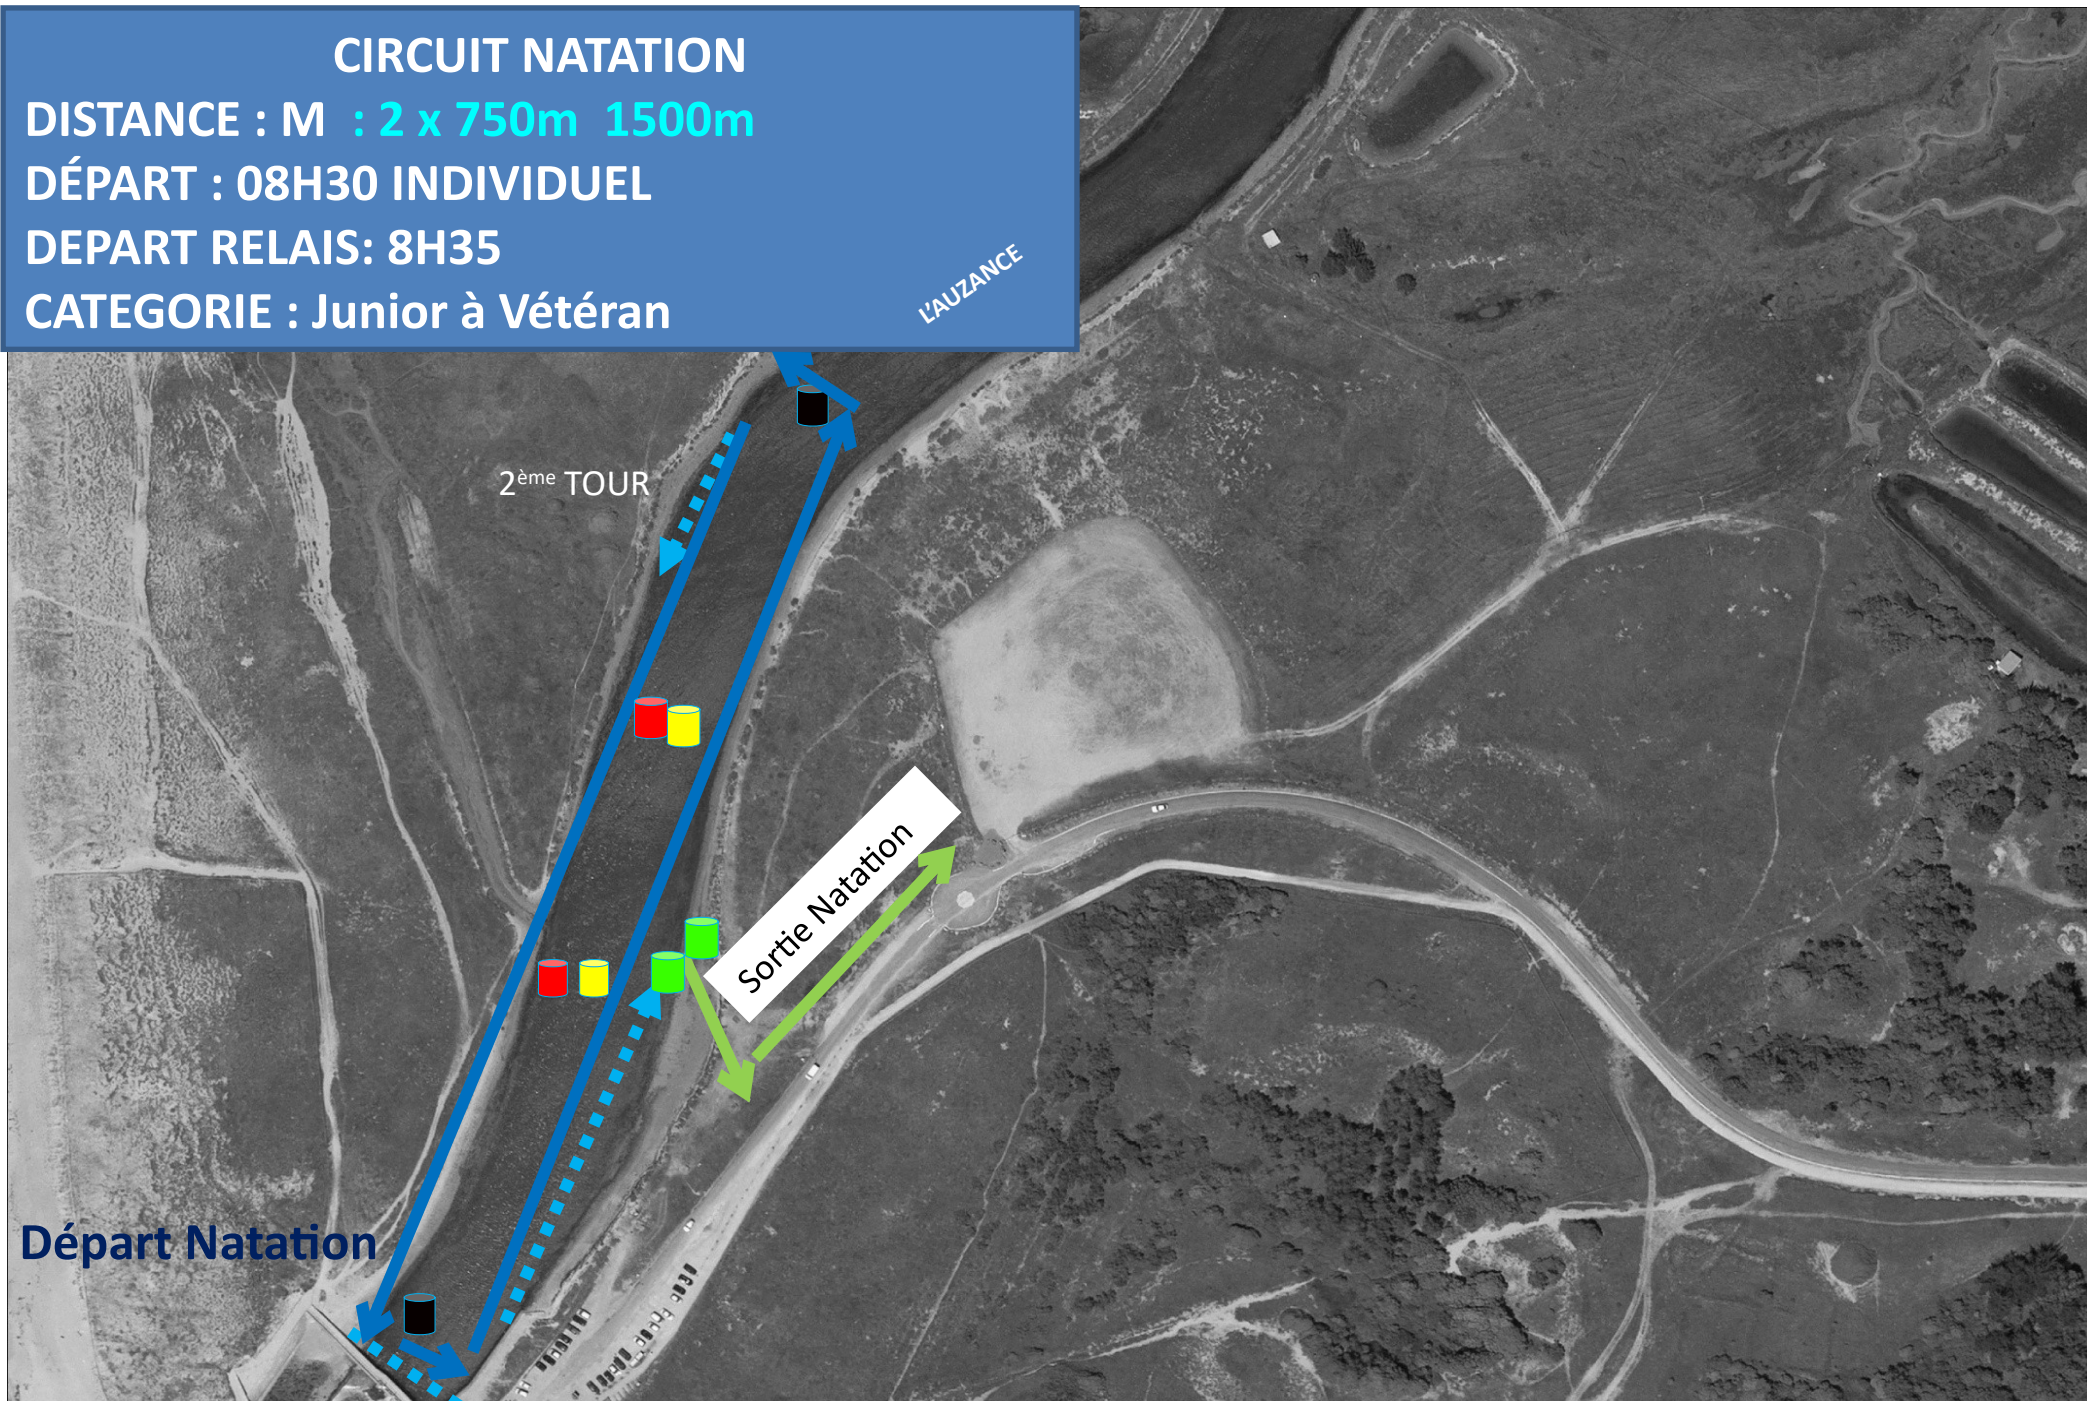 CIRCUIT NATATION
DISTANCE : M : 2 x 750m 1500m
DÉPART : 08H30 INDIVIDUEL
DEPART RELAIS: 8H35
CATEGORIE : Junior à Vétéran
L'AUZANCE
2ème TOUR
Sortie Natation
Départ Natation